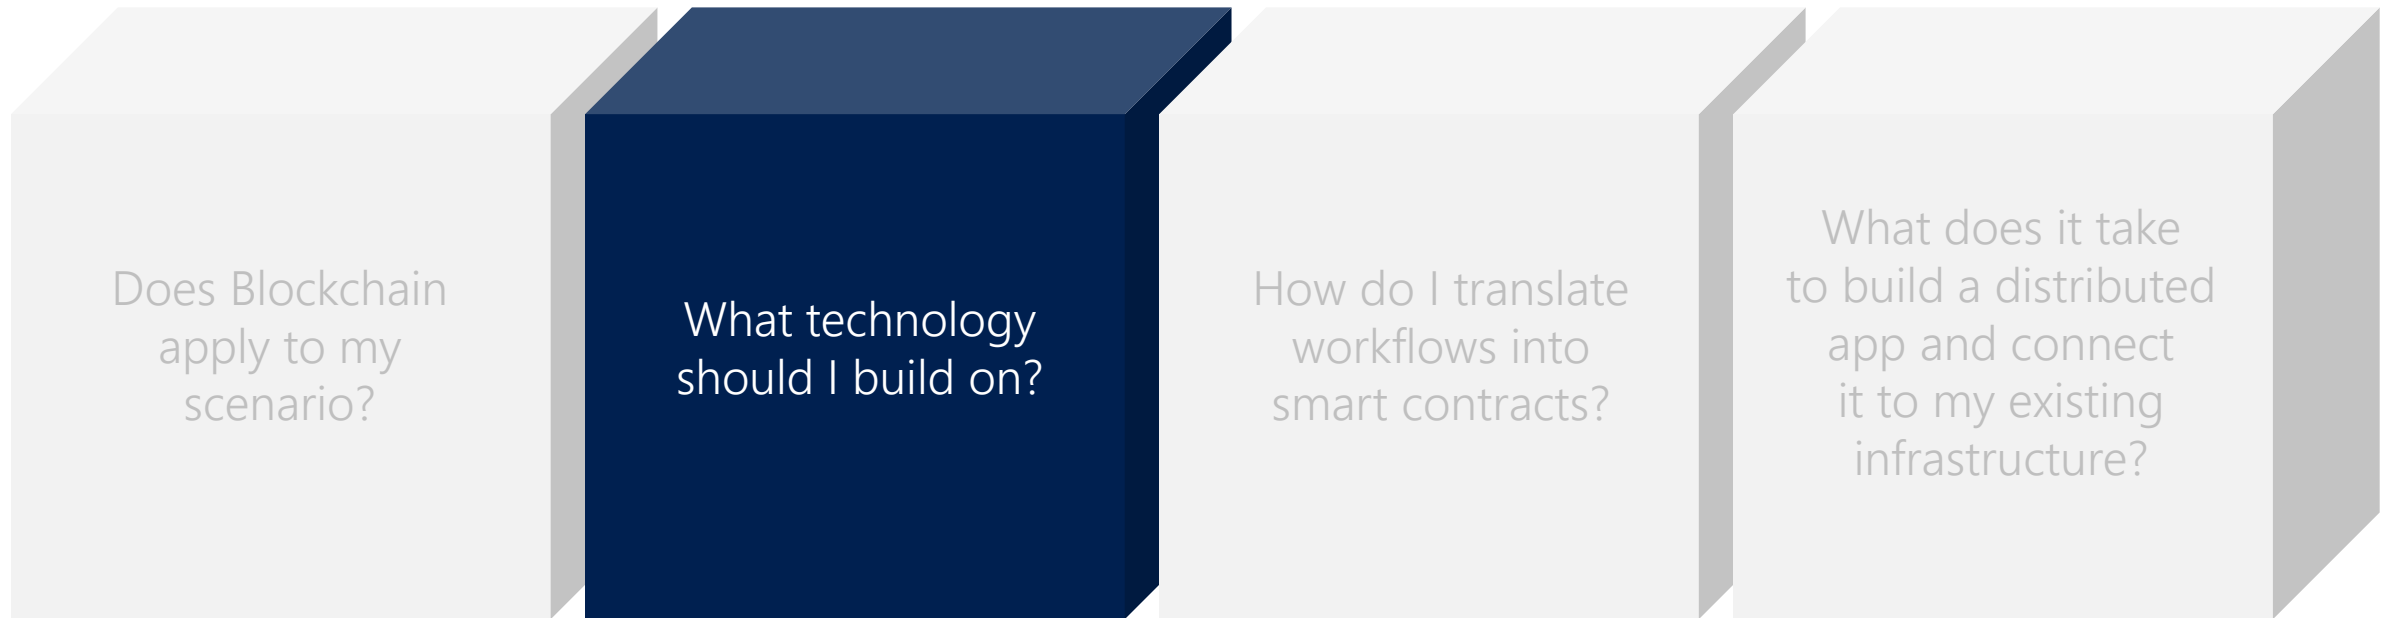 Does Blockchain
apply to my
scenario?
What technology
should I build on?
How do I translate
workflows into
smart contracts?
What does it take
to build a distributed
app and connect
it to my existing
infrastructure?